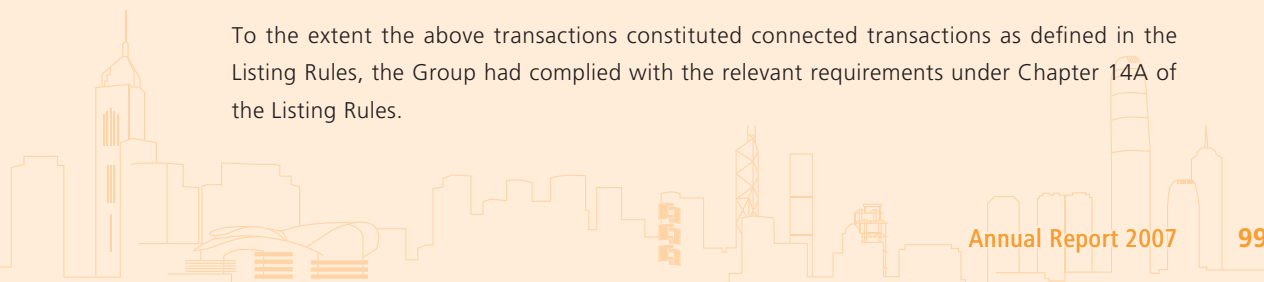 To the extent the above transactions constituted connected transactions as defined in the
Listing Rules, the Group had complied with the relevant requirements under Chapter 14A of
the Listing Rules.
Annual Report 2007 99